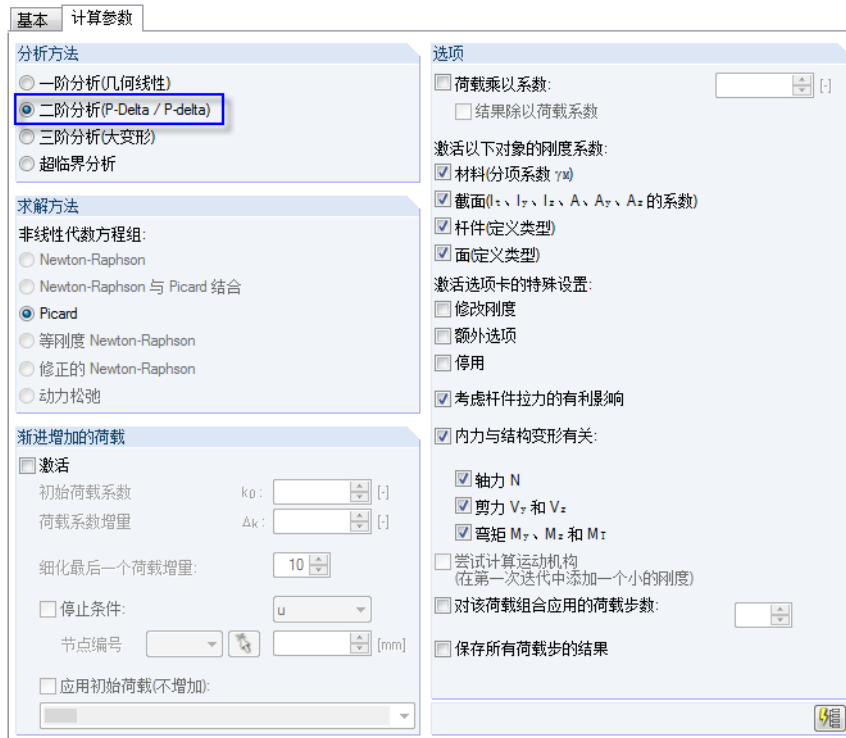 基本 计算参数
分析方法
一阶分析(几何线性)
二阶分析(P-Delta / P-delta)
三阶分析(大变形)
超临界分析
求解方法
非线性代数方程组:
Newton-Raphson
Newton-Raphson 与 Picard 结合
Picard
等刚度 Newton-Raphson
修正的 Newton-Raphson
动力松弛
渐进增加的荷载
激活
初始荷载系数 k0 : [-]
荷载系数增量 Δk : [-]
细化最后一个荷载增量: 10
停止条件: u
节点编号 [mm]
应用初始荷载(不增加):
选项
荷载乘以系数: [-]
结果除以荷载系数
激活以下对象的刚度系数:
材料(分项系数 γM)
截面(It、Iy、Iz、A、Ay、Az 的系数)
杆件(定义类型)
面(定义类型)
激活选项卡的特殊设置:
修改刚度
额外选项
停用
考虑杆件拉力的有利影响
内力与结构变形有关:
轴力 N
剪力 Vy 和 Vz
弯矩 My、Mz 和 MT
尝试计算运动机构
(在第一次迭代中添加一个小的刚度)
对该荷载组合应用的荷载步数:
保存所有荷载步的结果